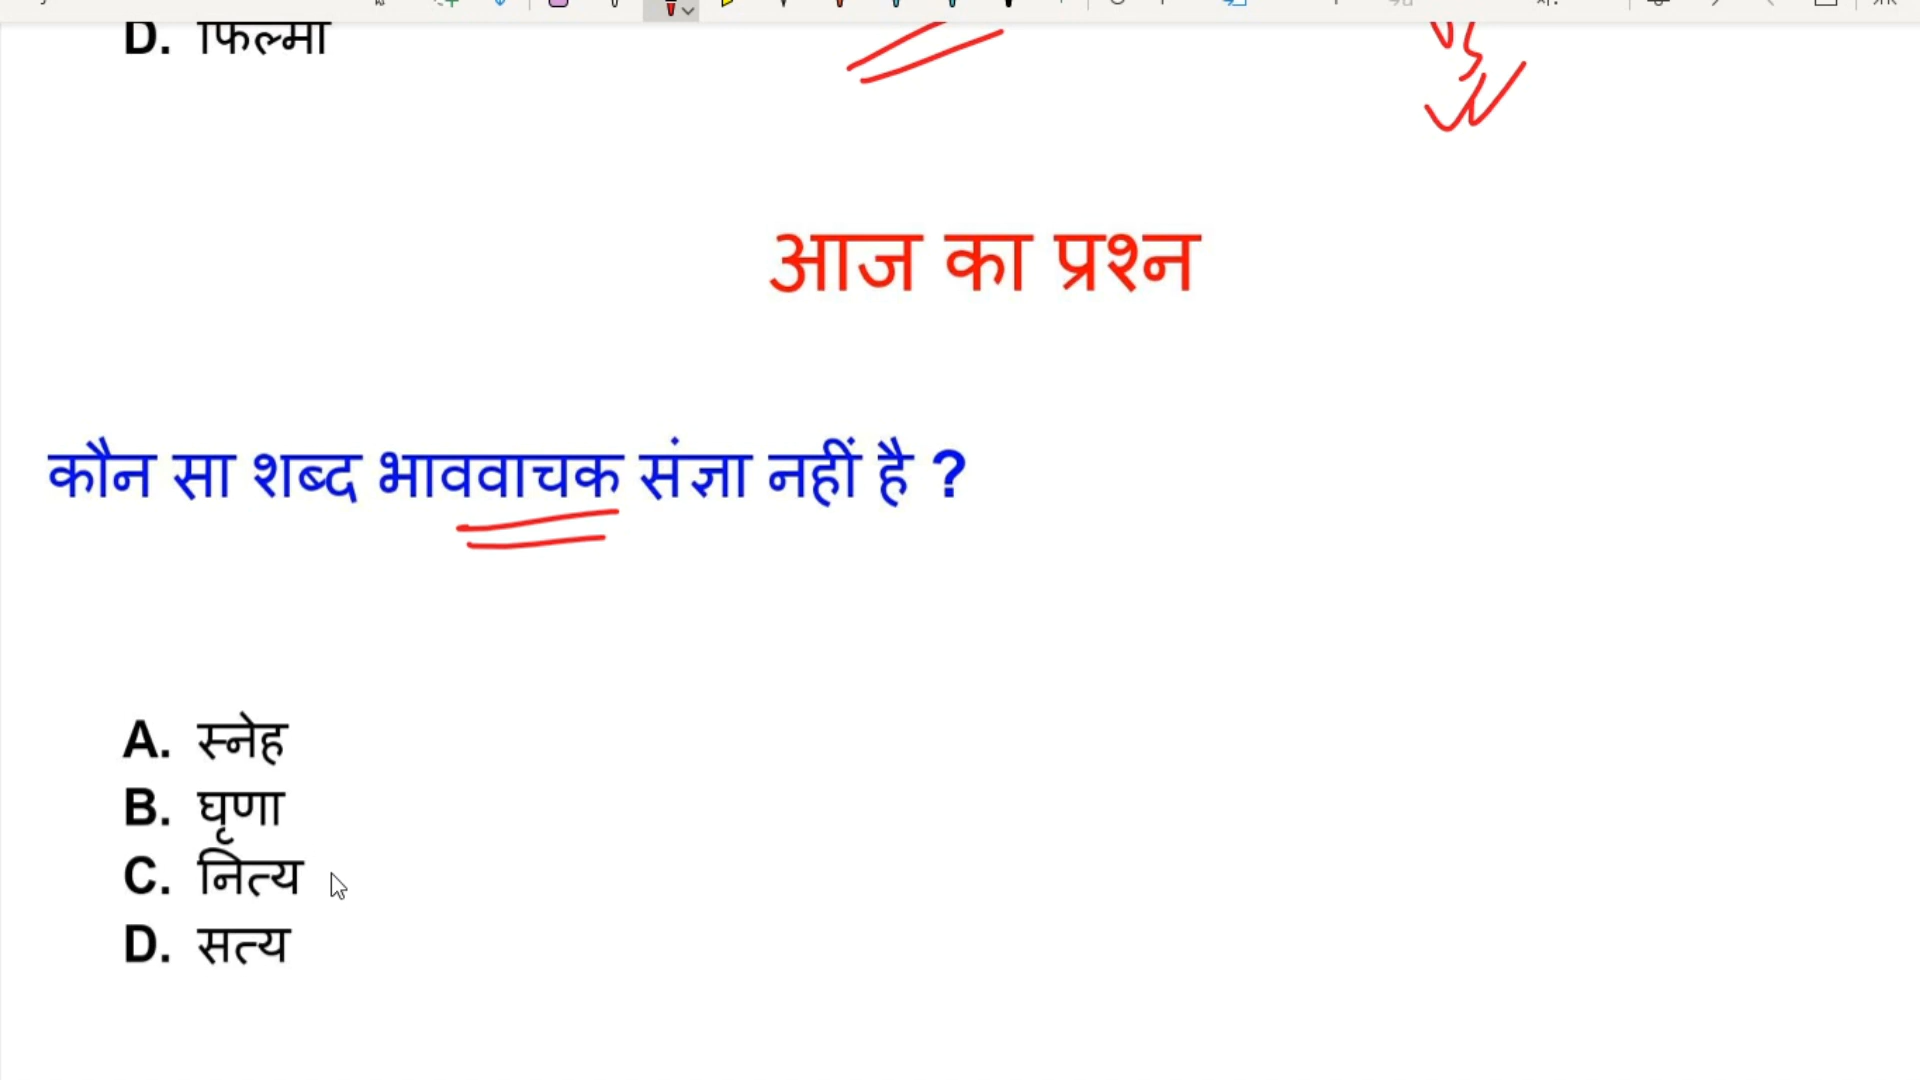 D. फिल्मी
आज का प्रश्न
कौन सा शब्द भाववाचक संज्ञा नहीं है ?
A. स्नेह
B. घृणा
C. नित्य
D. सत्य